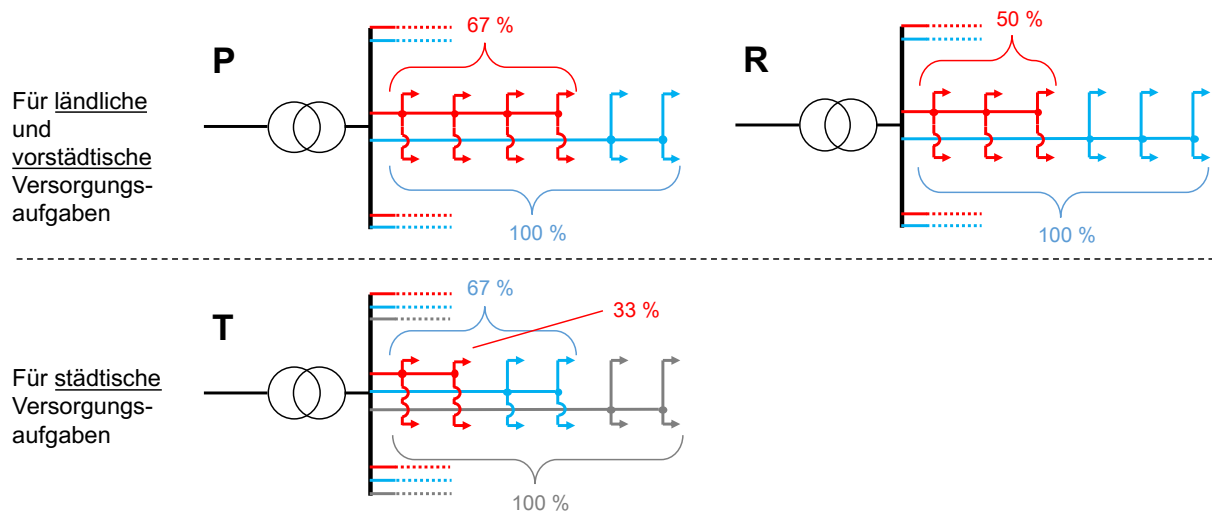 Für ländliche
und
vorstädtische
Versorgungs-
aufgaben
P
67 %
100 %
R
50 %
100 %
Für städtische
Versorgungs-
aufgaben
T
67 %
33 %
100 %